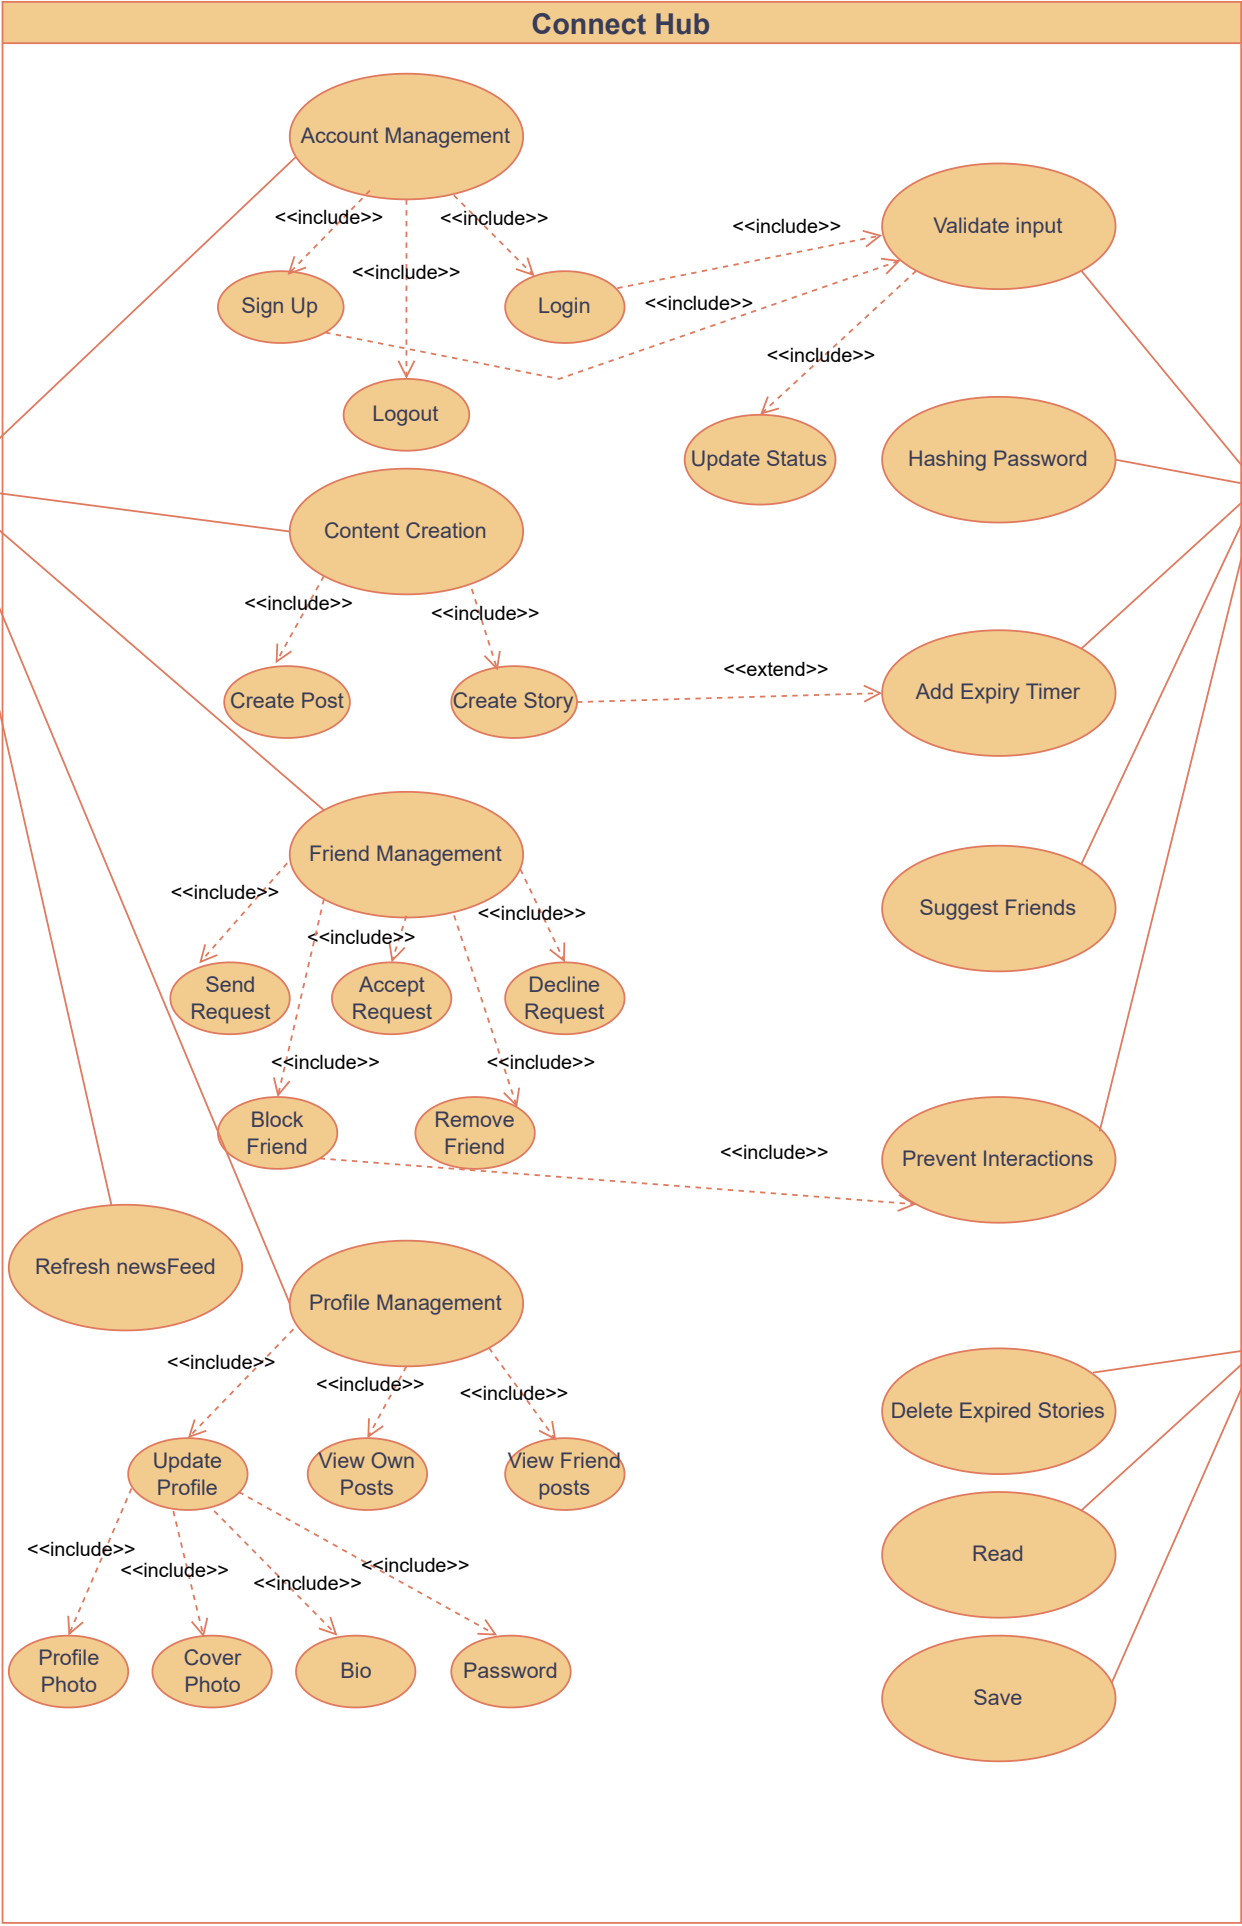 Connect Hub
Account Management
Validate input
<<include>>
<<include>>
<<include>>
<<include>>
Sign Up
Login
<<include>>
<<include>>
Logout
Update Status
Hashing Password
Content Creation
<<include>>
<<include>>
<<extend>>
Create Post
Create Story
Add Expiry Timer
Friend Management
<<include>>
<<include>>
<<include>>
Suggest Friends
Send
Request
Accept
Request
Decline
Request
<<include>>
<<include>>
Block
Friend
Remove
Friend
<<include>>
Prevent Interactions
Refresh newsFeed
Profile Management
<<include>>
<<include>>
<<include>>
Delete Expired Stories
Update
Profile
View Own
Posts
View Friend
posts
<<include>>
<<include>>
<<include>>
<<include>>
Read
Profile
Photo
Cover
Photo
Bio
Password
Save